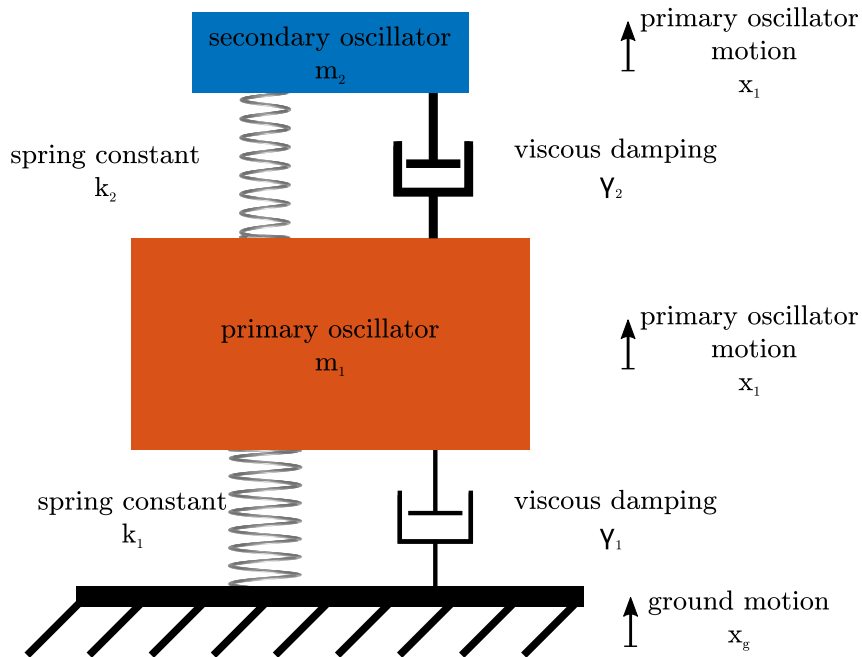 secondary oscillator
m₂
primary oscillator
motion
x₁
spring constant
k₂
viscous damping
γ₂
primary oscillator
m₁
primary oscillator
motion
x₁
spring constant
k₁
viscous damping
γ₁
ground motion
x_g